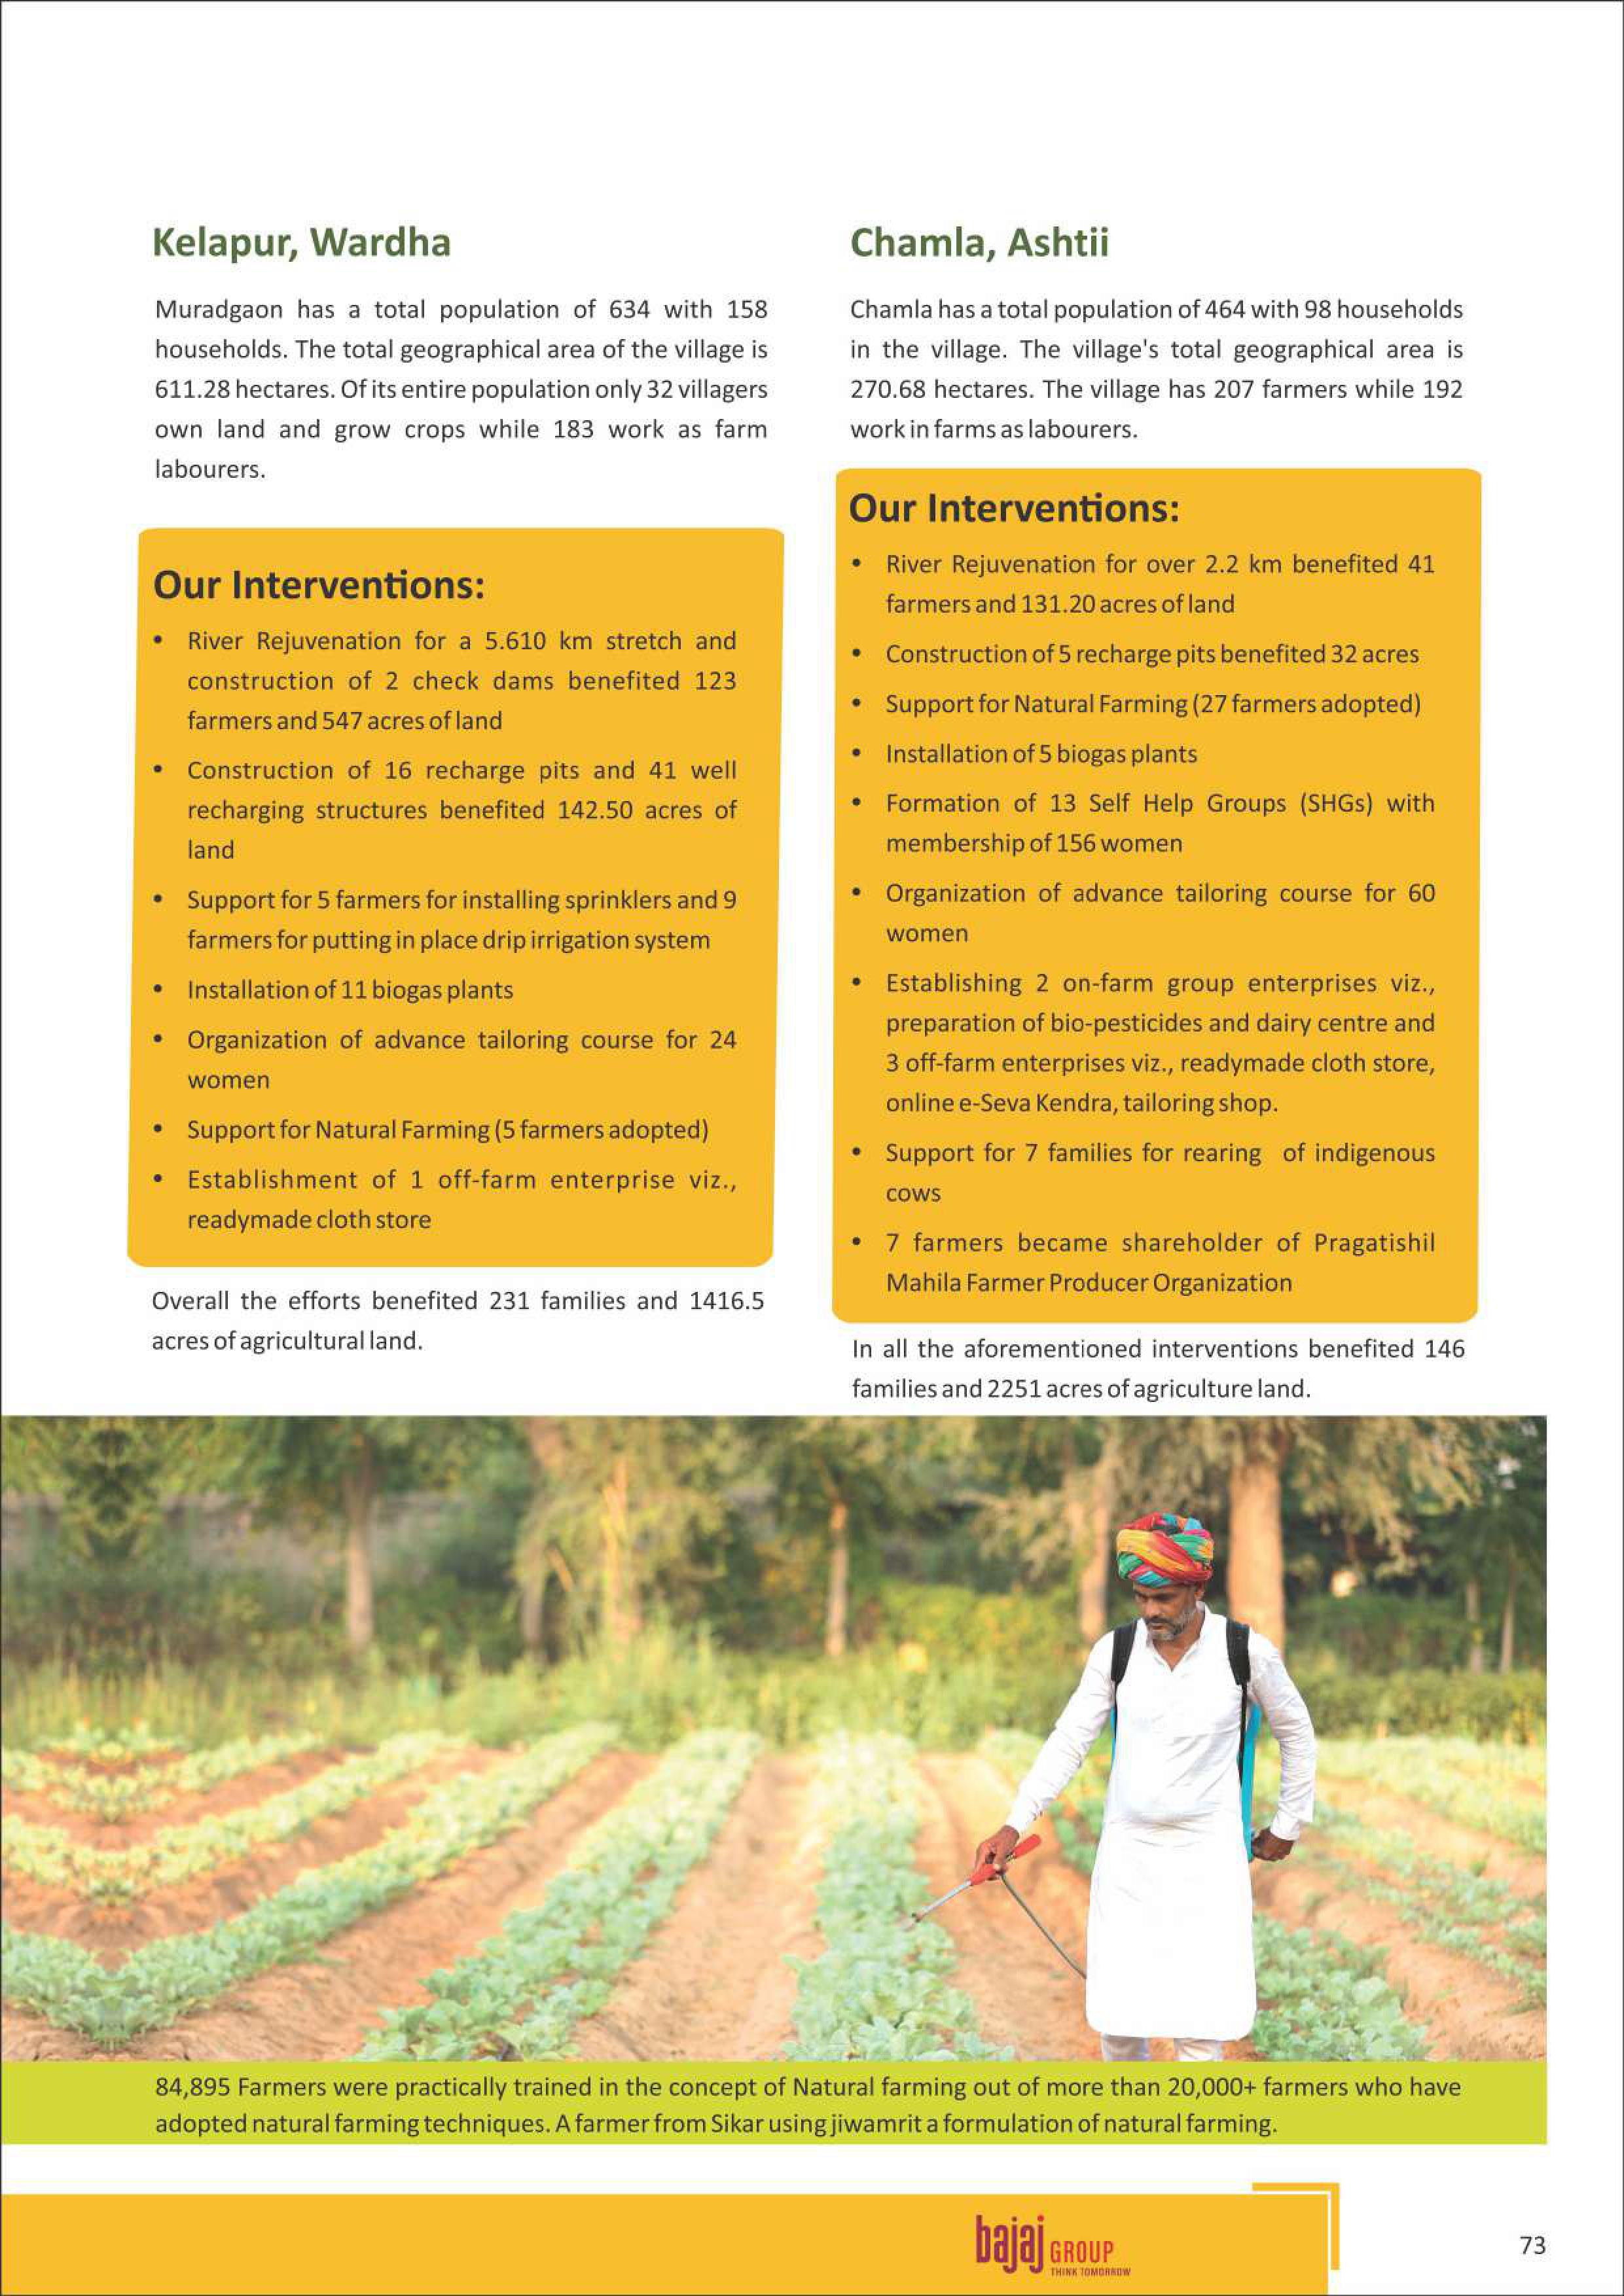 Kelapur, Wardha
Muradgaon has a total population of 634 with 158
households. The total geographical area of the village is
611.28 hectares. Of its entire population only 32 villagers
own land and grow crops while 183 work as farm
labourers.
Our Interventions:
• River Rejuvenation for a 5.610 km stretch and
construction of 2 check dams benefited 123
farmers and 547 acres of land
• Construction of 16 recharge pits and 41 well
recharging structures benefited 142.50 acres of
land
• Support for 5 farmers for installing sprinklers and 9
farmers for putting in place drip irrigation system
• Installation of 11 biogas plants
• Organization of advance tailoring course for 24
women
• Support for Natural Farming (5 farmers adopted)
• Establishment of 1 off-farm enterprise viz.,
readymade cloth store
Overall the efforts benefited 231 families and 1416.5
acres of agricultural land.
Chamla, Ashtii
Chamla has a total population of 464 with 98 households
in the village. The village's total geographical area is
270.68 hectares. The village has 207 farmers while 192
work in farms as labourers.
Our Interventions:
• River Rejuvenation for over 2.2 km benefited 41
farmers and 131.20 acres of land
• Construction of 5 recharge pits benefited 32 acres
• Support for Natural Farming (27 farmers adopted)
• Installation of 5 biogas plants
• Formation of 13 Self Help Groups (SHGs) with
membership of 156 women
• Organization of advance tailoring course for 60
women
• Establishing 2 on-farm group enterprises viz.,
preparation of bio-pesticides and dairy centre and
3 off-farm enterprises viz., readymade cloth store,
online e-Seva Kendra, tailoring shop.
• Support for 7 families for rearing of indigenous
cows
• 7 farmers became shareholder of Pragatishil
Mahila Farmer Producer Organization
In all the aforementioned interventions benefited 146
families and 2251 acres of agriculture land.
84,895 Farmers were practically trained in the concept of Natural farming out of more than 20,000+ farmers who have
adopted natural farming techniques. A farmer from Sikar using jiwamrit a formulation of natural farming.
bajaj GROUP
THINK TOMORROW
73